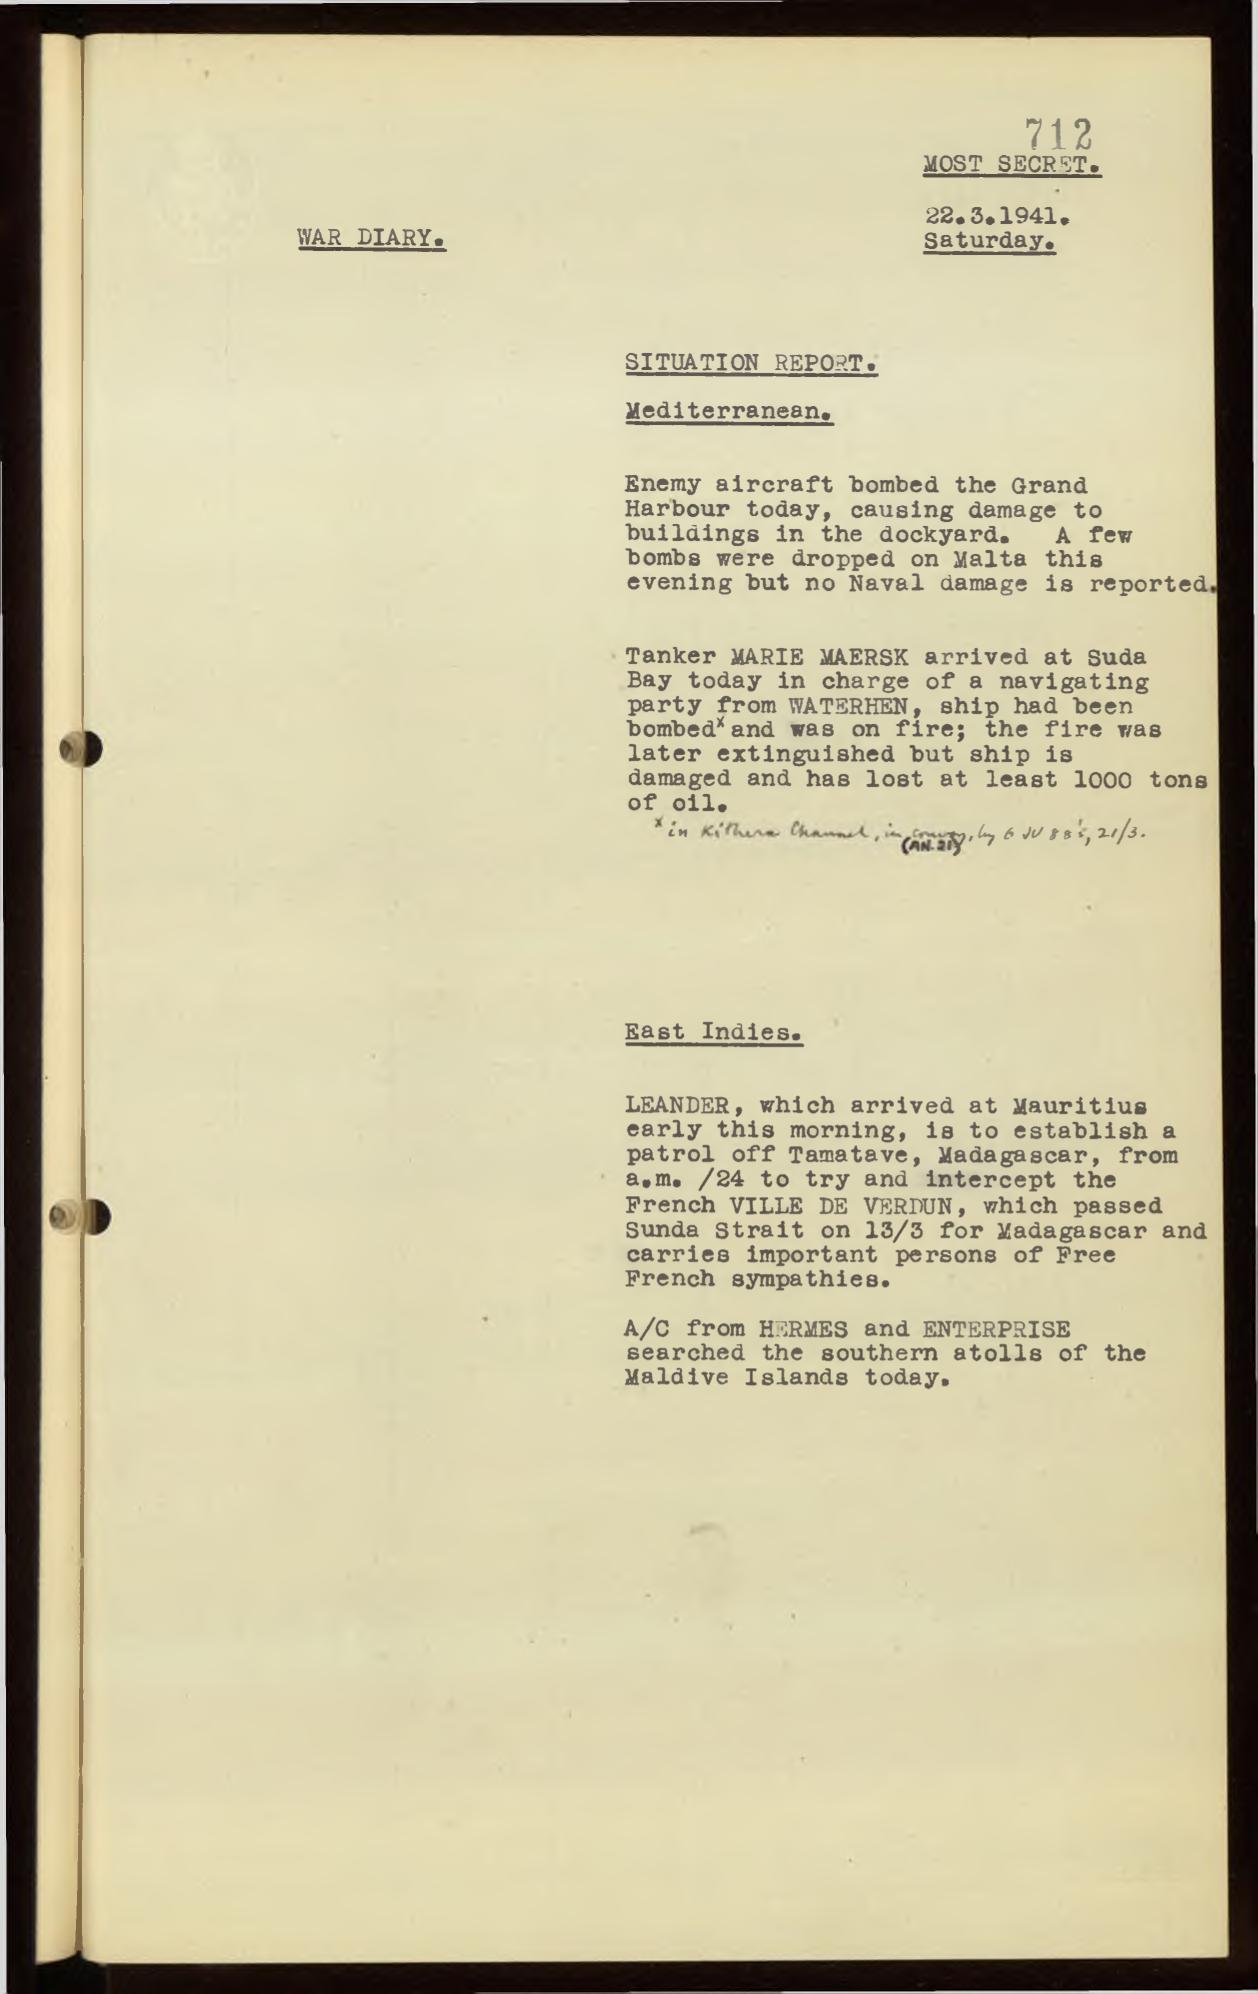 712
MOST SECRET.
22.3.1941.
Saturday.
WAR DIARY.
SITUATION REPORT.
Mediterranean.
Enemy aircraft bombed the Grand
Harbour today, causing damage to
buildings in the dockyard. A few
bombs were dropped on Malta this
evening but no Naval damage is reported.
Tanker MARIE MAERSK arrived at Suda
Bay today in charge of a navigating
party from WATERHEN, ship had been
bombed x and was on fire; the fire was
later extinguished but ship is
damaged and has lost at least 1000 tons
of oil.
x in Kithera Channel, in convoy, by 6 JU 88's, 21/3.
(AN.21)
East Indies.
LEANDER, which arrived at Mauritius
early this morning, is to establish a
patrol off Tamatave, Madagascar, from
a.m. /24 to try and intercept the
French VILLE DE VERDUN, which passed
Sunda Strait on 13/3 for Madagascar and
carries important persons of Free
French sympathies.
A/C from HERMES and ENTERPRISE
searched the southern atolls of the
Maldive Islands today.